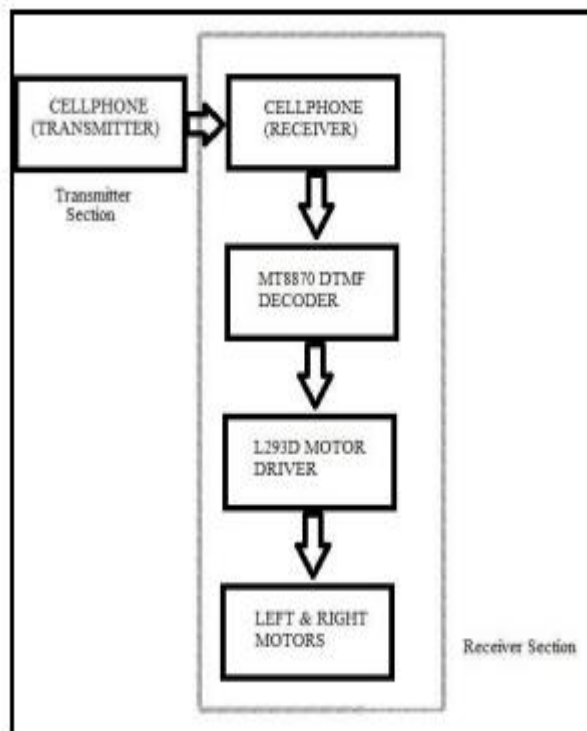 CELLPHONE
(TRANSMITTER)
CELLPHONE
(RECEIVER)
Transmitter
Section
MT8870 DTMF
DECODER
L293D MOTOR
DRIVER
LEFT & RIGHT
MOTORS
Receiver Section